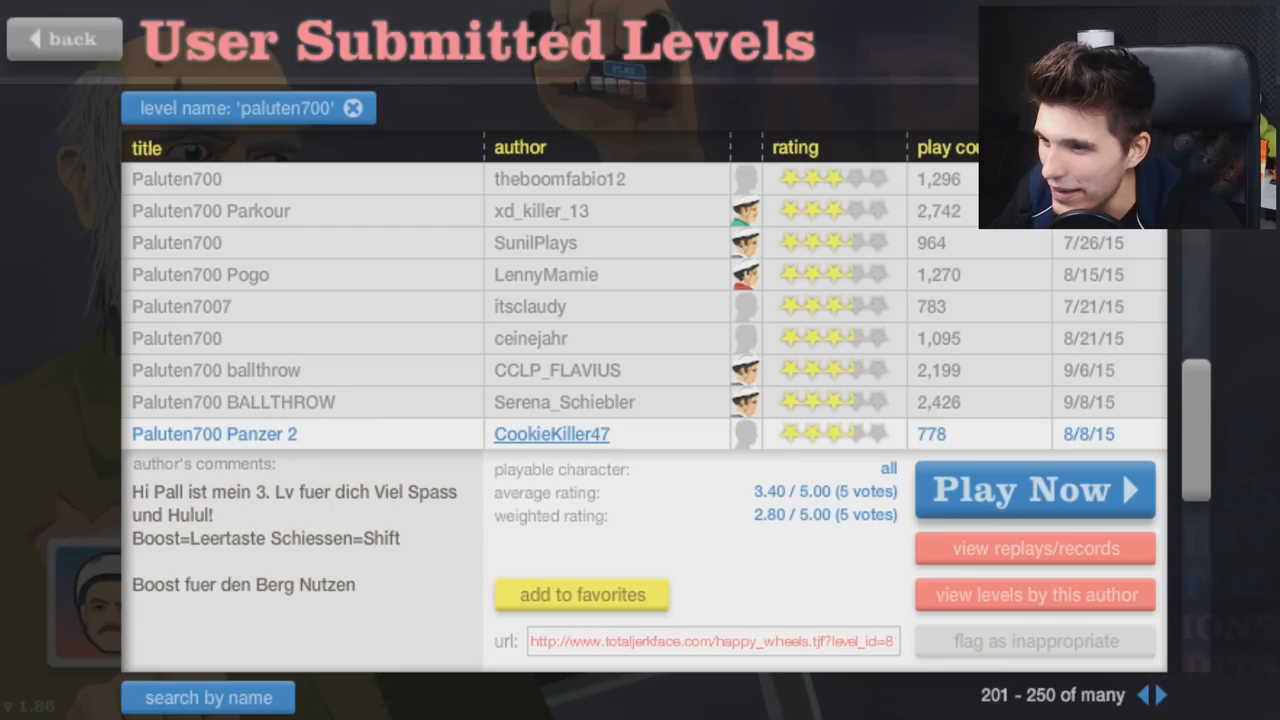 back
User Submitted Levels
level name: 'paluten700'
title author rating play cou
Paluten700 theboomfabio12 1,296
Paluten700 Parkour xd_killer_13 2,742
Paluten700 SunilPlays 964 7/26/15
Paluten700 Pogo LennyMamie 1,270 8/15/15
Paluten7007 itsclaudy 783 7/21/15
Paluten700 ceinejahr 1,095 8/21/15
Paluten700 ballthrow CCLP_FLAVIUS 2,199 9/6/15
Paluten700 BALLTHROW Serena_Schiebler 2,426 9/8/15
Paluten700 Panzer 2 CookieKiller47 778 8/8/15
author's comments:
Hi Pall ist mein 3. Lv fuer dich Viel Spass
und Hulul!
Boost=Leertaste Schiessen=Shift
Boost fuer den Berg Nutzen
playable character: all
average rating: 3.40 / 5.00 (5 votes)
weighted rating: 2.80 / 5.00 (5 votes)
add to favorites
url: http://www.totaljerkface.com/happy_wheels.tjf?level_id=8
Play Now
view replays/records
view levels by this author
flag as inappropriate
search by name
201 - 250 of many
v 1.86